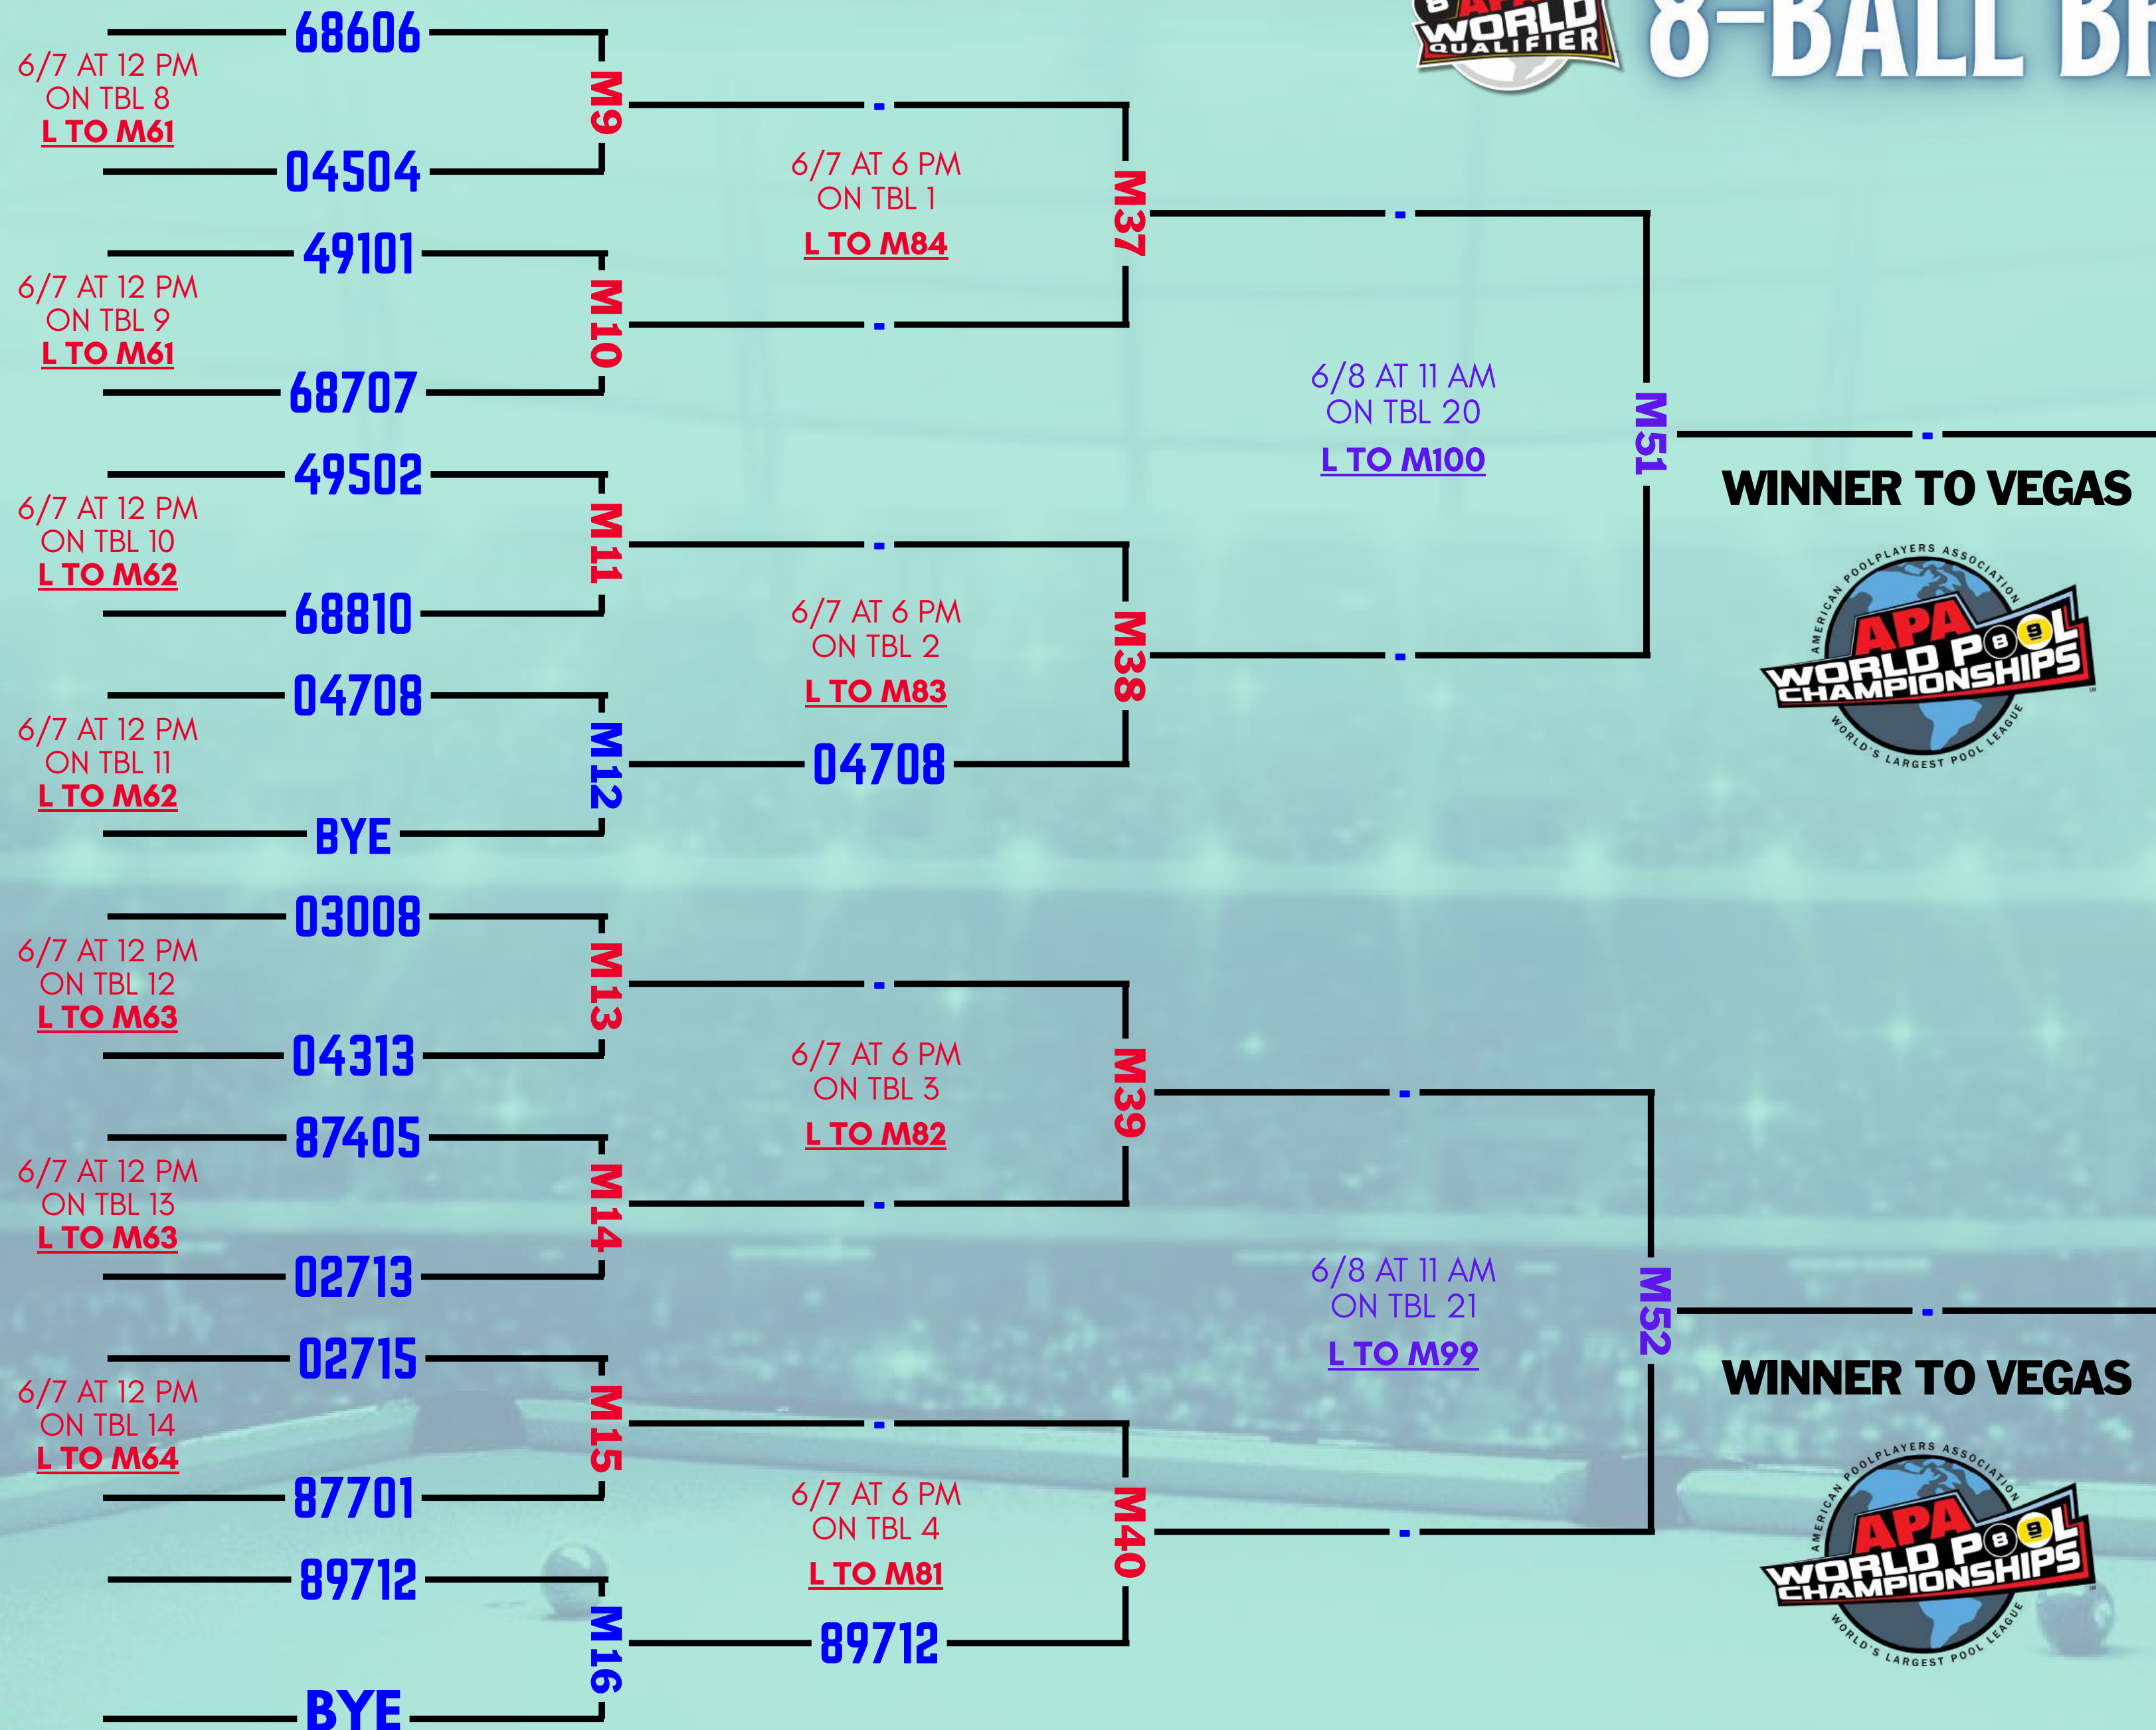 68606
6/7 AT 12 PM
ON TBL 8
L TO M61
M9
04504
49101
6/7 AT 12 PM
ON TBL 9
L TO M61
M10
68707
49502
6/7 AT 12 PM
ON TBL 10
L TO M62
M11
68810
04708
6/7 AT 12 PM
ON TBL 11
L TO M62
M12
BYE
03008
6/7 AT 12 PM
ON TBL 12
L TO M63
M13
04313
87405
6/7 AT 12 PM
ON TBL 13
L TO M63
M14
02713
02715
6/7 AT 12 PM
ON TBL 14
L TO M64
M15
87701
89712
M16
BYE
-
6/7 AT 6 PM
ON TBL 1
L TO M84
M37
-
-
6/7 AT 6 PM
ON TBL 2
L TO M83
M38
04708
-
6/7 AT 6 PM
ON TBL 3
L TO M82
M39
-
-
6/7 AT 6 PM
ON TBL 4
L TO M81
M40
89712
-
6/8 AT 11 AM
ON TBL 20
L TO M100
M51
-
-
6/8 AT 11 AM
ON TBL 21
L TO M99
M52
-
8
WORLD
QUALIFIER
8-BALL
-
WINNER TO VEGAS
AMERICAN POOLPLAYERS ASSOCIATION
APA
WORLD POOL
8 9
CHAMPIONSHIPS
SM
WORLD'S LARGEST POOL LEAGUE
-
WINNER TO VEGAS
AMERICAN POOLPLAYERS ASSOCIATION
APA
WORLD POOL
8 9
CHAMPIONSHIPS
SM
WORLD'S LARGEST POOL LEAGUE